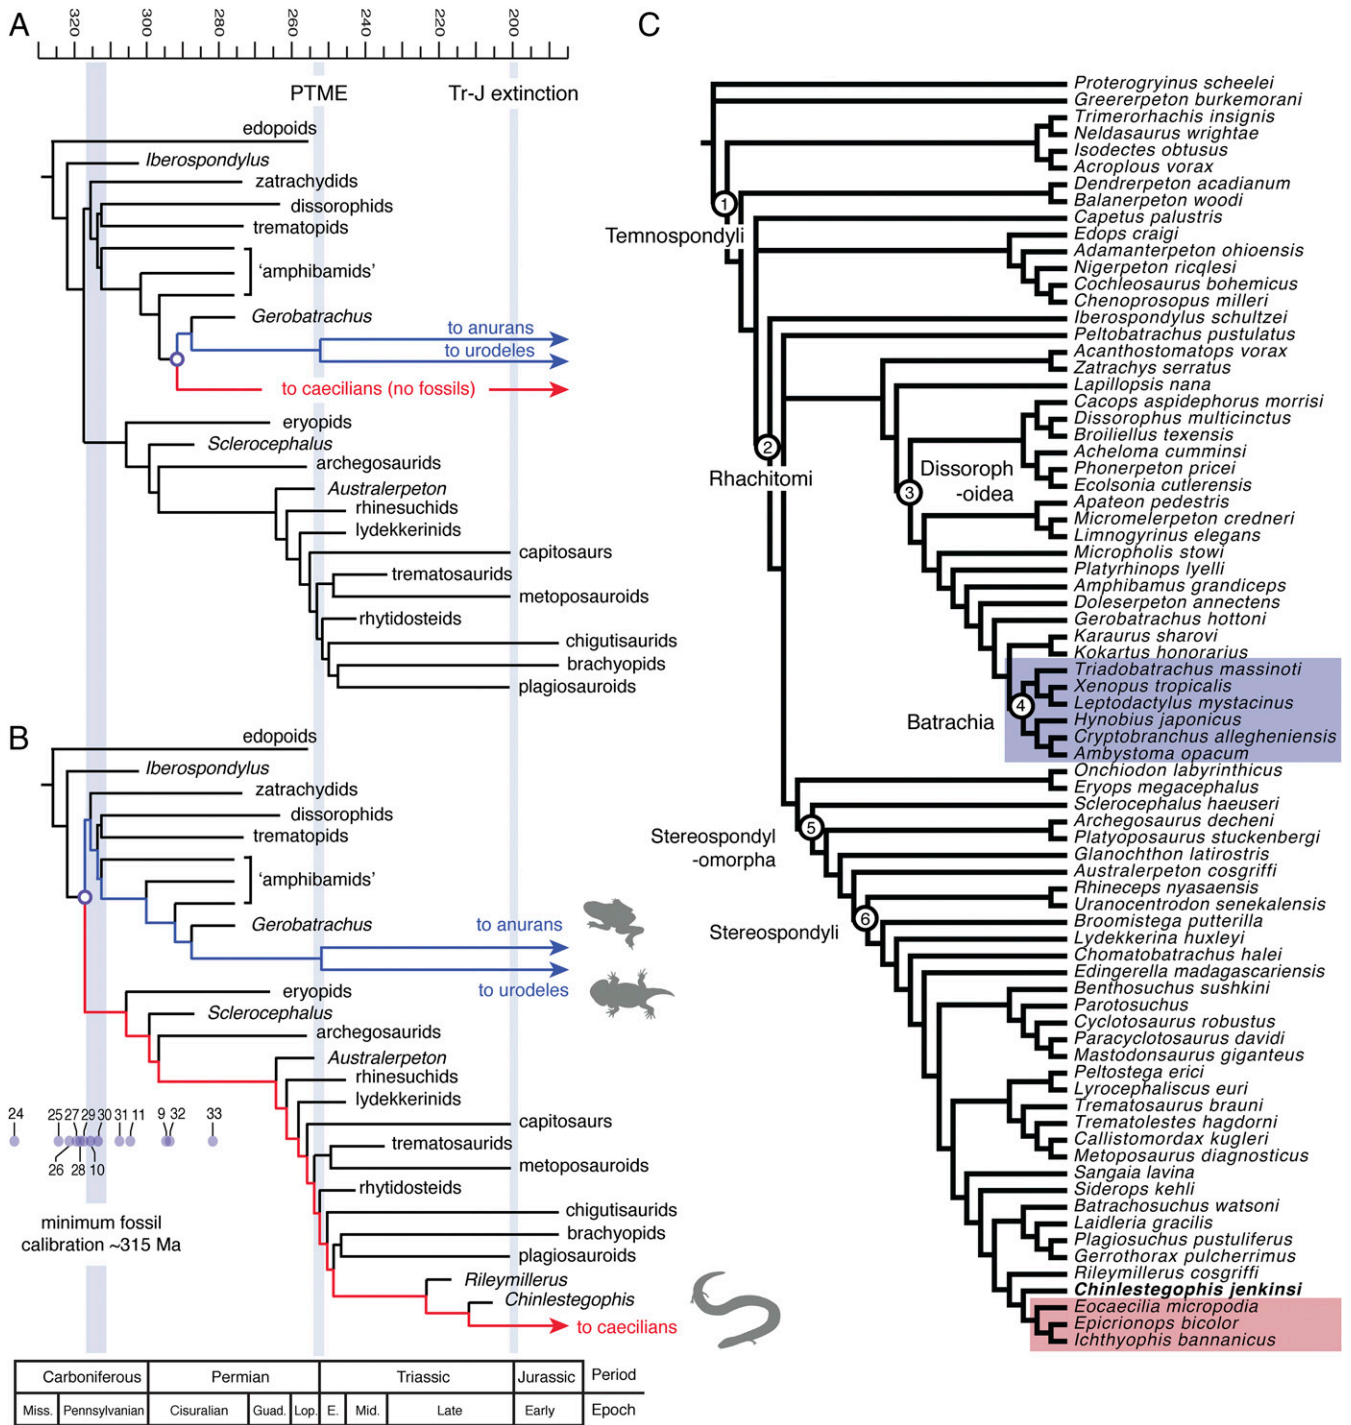 A
320 300 280 260 240 220 200
PTME
Tr-J extinction
edopoids
Iberospondylus
zatrachydids
dissorophids
trematopids
‘amphibamids’
Gerobatrachus
to anurans
to urodeles
to caecilians (no fossils)
eryopids
Sclerocephalus
archegosaurids
Australerpeton
rhinesuchids
lydekkerinids
capitosaurs
trematosaurids
metoposauroids
rhytidosteids
chigutisaurids
brachyopids
plagiosauroids
B
edopoids
Iberospondylus
zatrachydids
dissorophids
trematopids
‘amphibamids’
Gerobatrachus
to anurans
to urodeles
eryopids
Sclerocephalus
archegosaurids
Australerpeton
rhinesuchids
lydekkerinids
capitosaurs
trematosaurids
metoposauroids
rhytidosteids
chigutisaurids
brachyopids
plagiosauroids
Rileymillerus
Chinlestegophis
to caecilians
24 25 27 29 30 31 11 9 32 33
26 28 10
minimum fossil
calibration ~315 Ma
Carboniferous Permian Triassic Jurassic Period
Miss. Pennsylvanian Cisuralian Guad. Lop. E. Mid. Late Early Epoch
C
Proterogryinus scheelei
Greererpeton burkemorani
Trimerorhachis insignis
Neldasaurus wrightae
Isodectes obtusus
Acroplous vorax
Dendrerpeton acadianum
Balanerpeton woodi
Capetus palustris
Edops craigi
Adamanterpeton ohioensis
Nigerpeton ricqlesi
Cochleosaurus bohemicus
Chenoprosopus milleri
Iberospondylus schultzei
Peltobatrachus pustulatus
Acanthostomatops vorax
Zatrachys serratus
Lapillopsis nana
Cacops aspidephorus morrisi
Dissorophus multicinctus
Broiliellus texensis
Acheloma cumminsi
Phonerpeton pricei
Ecolsonia cutlerensis
Apateon pedestris
Micromelerpeton credneri
Limnogyrinus elegans
Micropholis stowi
Platyrhinops lyelli
Amphibamus grandiceps
Doleserpeton annectens
Gerobatrachus hottoni
Karaurus sharovi
Kokartus honorarius
Triadobatrachus massinoti
Xenopus tropicalis
Leptodactylus mystacinus
Hynobius japonicus
Cryptobranchus allegheniensis
Ambystoma opacum
Onchiodon labyrinthicus
Eryops megacephalus
Sclerocephalus haeuseri
Archegosaurus decheni
Platyoposaurus stuckenbergi
Glanochthon latirostris
Australerpeton cosgriffi
Rhineceps nyasaensis
Uranocentrodon senekalensis
Broomistega putterilla
Lydekkerina huxleyi
Chomatobatrachus halei
Edingerella madagascariensis
Benthosuchus sushkini
Parotosuchus
Cyclotosaurus robustus
Paracyclotosaurus davidi
Mastodonsaurus giganteus
Peltostega erici
Lyrocephaliscus euri
Trematosaurus brauni
Trematolestes hagdorni
Callistomordax kugleri
Metoposaurus diagnosticus
Sangaia lavina
Siderops kehli
Batrachosuchus watsoni
Laidleria gracilis
Plagiosuchus pustuliferus
Gerrothorax pulcherrimus
Rileymillerus cosgriffi
Chinlestegophis jenkinsi
Eocaecilia micropodia
Epicrionops bicolor
Ichthyophis bannanicus
1
Temnospondyli
2
Rhachitomi
3
Dissoroph
-oidea
4
Batrachia
5
Stereospondyl
-omorpha
6
Stereospondyli